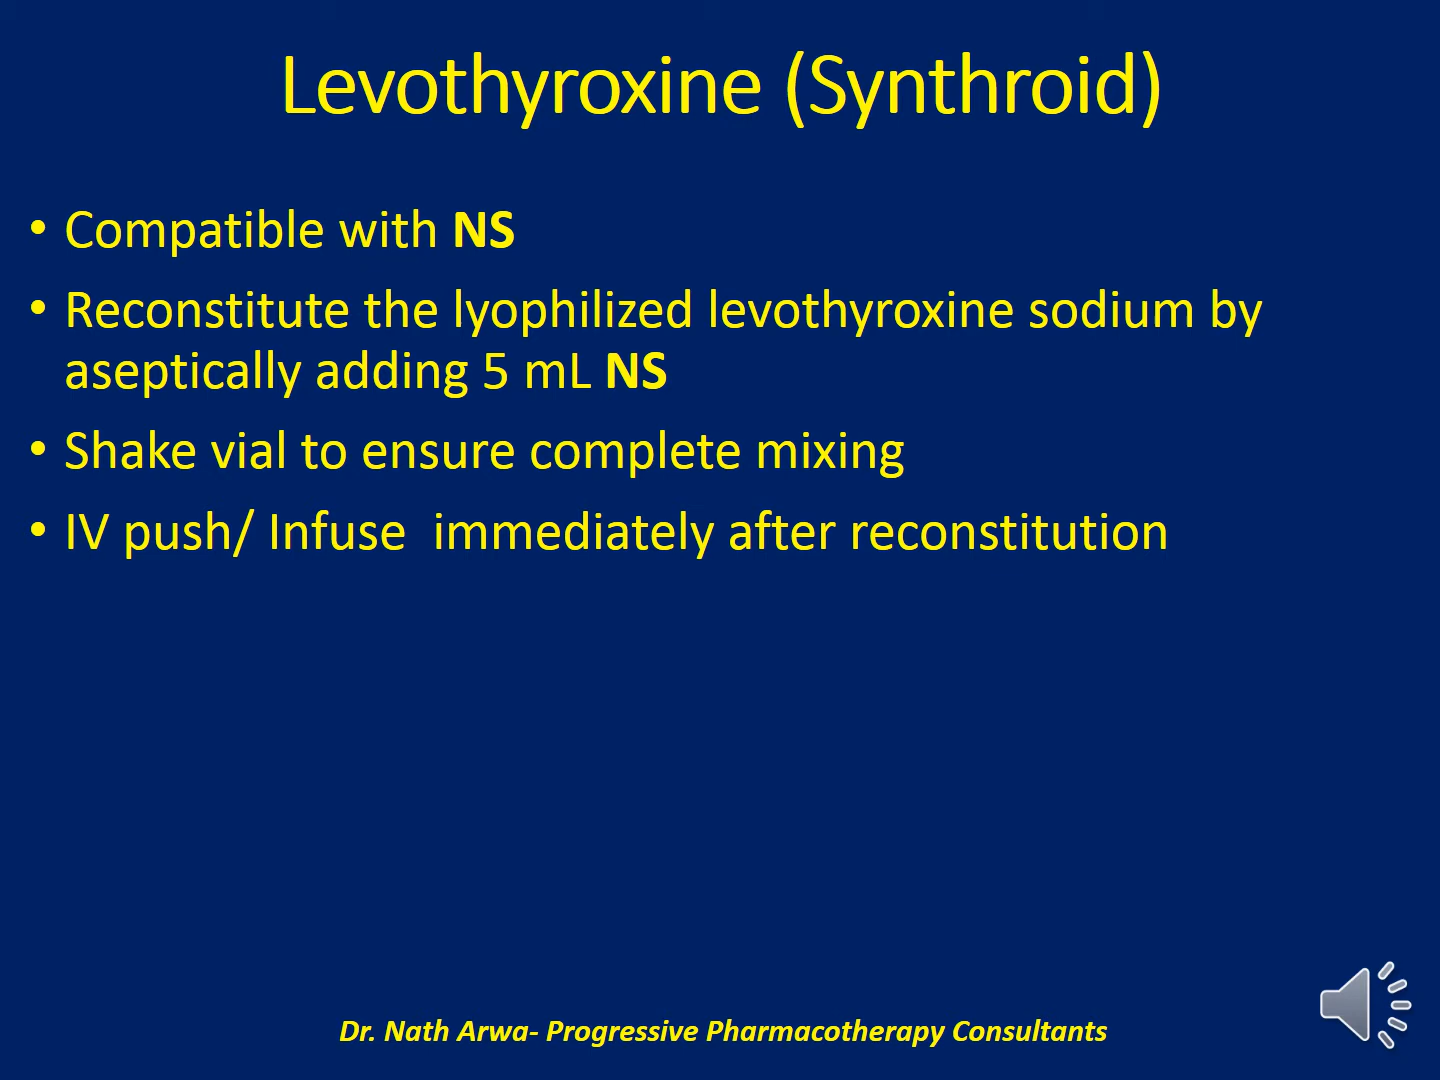 Levothyroxine (Synthroid)
• Compatible with NS
• Reconstitute the lyophilized levothyroxine sodium by
aseptically adding 5 mL NS
• Shake vial to ensure complete mixing
• IV push/ Infuse  immediately after reconstitution
Dr. Nath Arwa- Progressive Pharmacotherapy Consultants